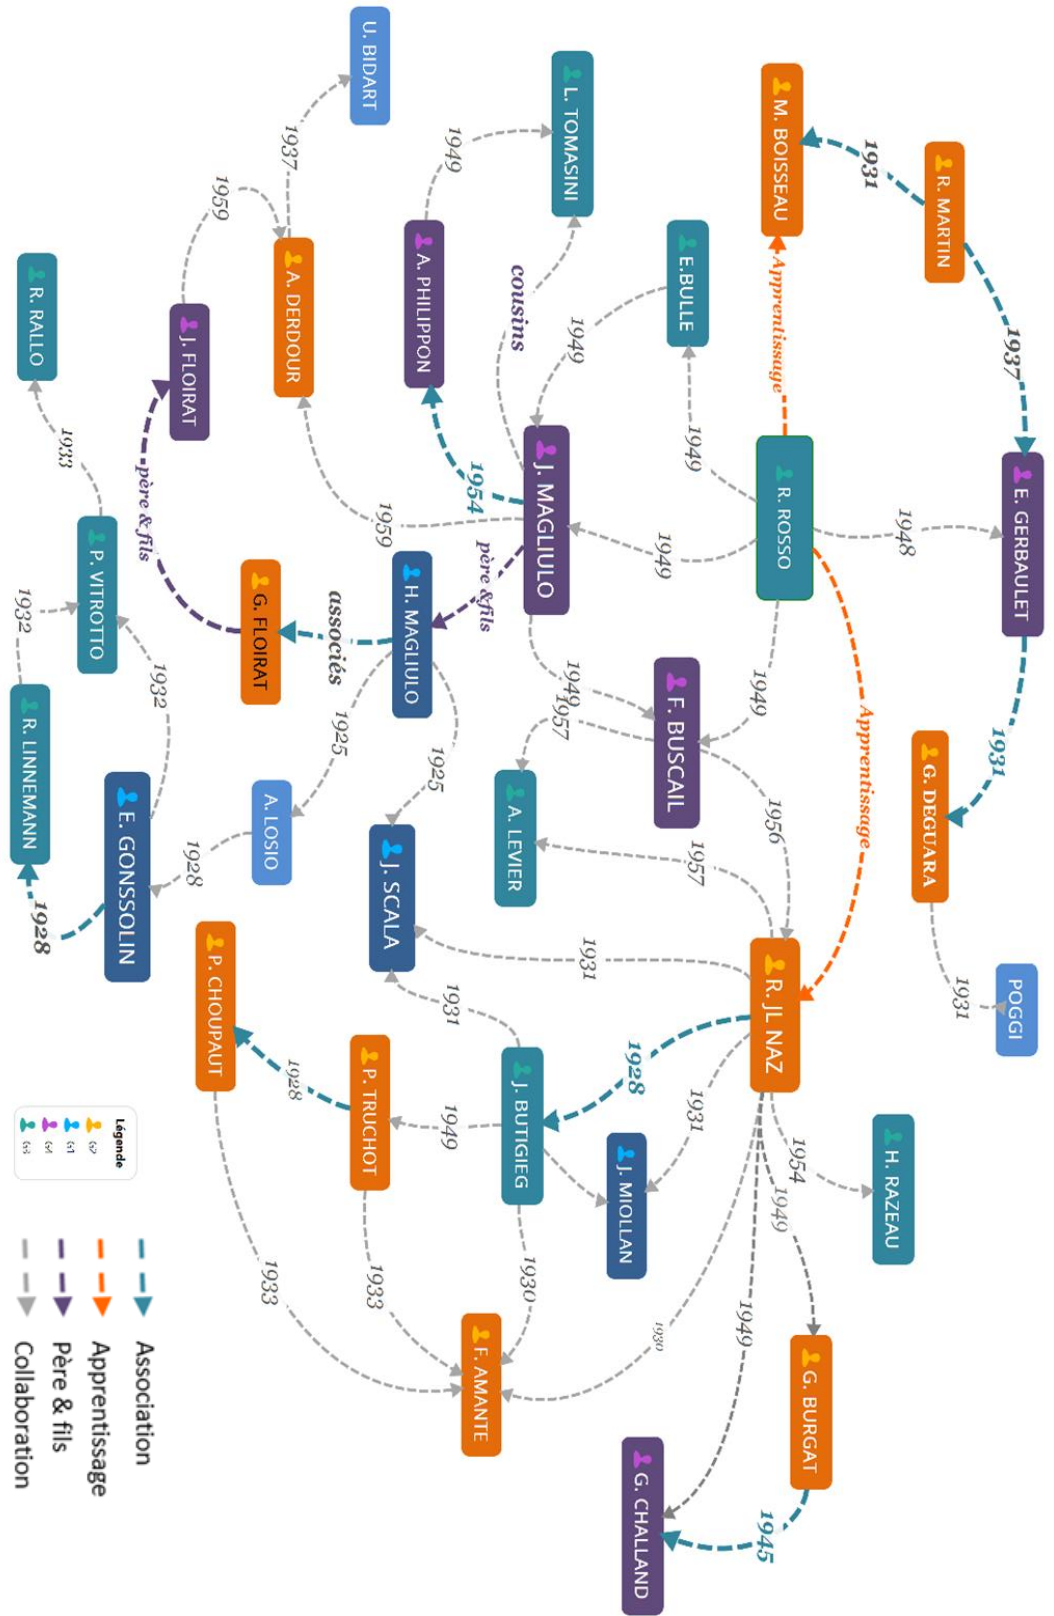 POGGI
E. GERBAULET
1937
1931
1931
R. MARTIN
G. DEGUARA
1948
1931
H. RAZEAU
Apprentissage
M. BOISSEAU
Apprentissage
R. ROSSO
R. JL NAZ
1954
1949
G. BURGAT
1945
1949
1956
1949
1949
1957
1931
1949
1930
E.BULLE
F. BUSCAIL
1928
J. MIOLLAN
G. CHALLAND
1949
1949
1957
1931
L. TOMASINI
J. MAGLIULO
A. LEVIER
J. BUTIGIEG
1930
cousins
père &fils
1954
1949
1931
1949
F. AMANTE
A. PHILIPPON
H. MAGLIULO
1925
J. SCALA
P. TRUCHOT
1933
U. BIDART
1959
associés
1925
1937
A. DERDOUR
G. FLOIRAT
A. LOSIO
1928
1933
1959
P. CHOUPAUT
J. FLOIRAT
père & fils
1932
1928
R. RALLO
1933
P. VITROTTO
E. GONSSOLIN
1932
R. LINNEMANN
1928
Légende
G2
G1
G4
G3
Association
Apprentissage
Père & fils
Collaboration